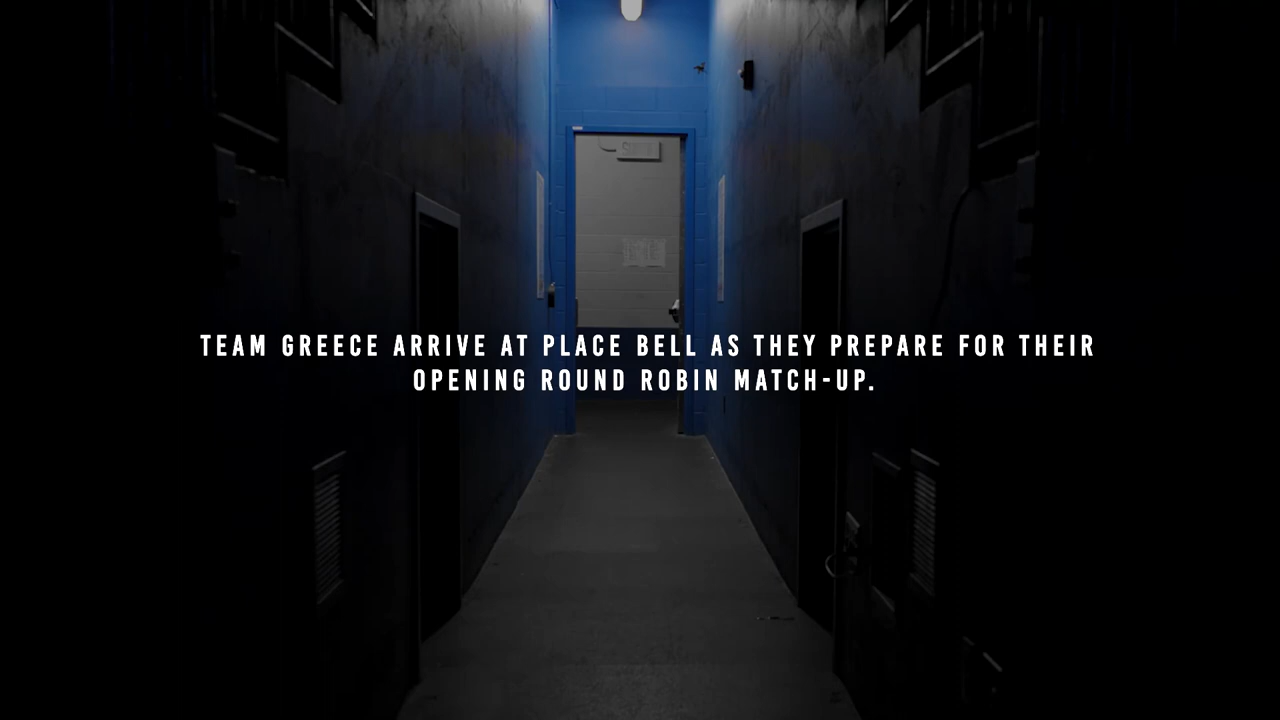 TEAM GREECE ARRIVE AT PLACE BELL AS THEY PREPARE FOR THEIR
OPENING ROUND ROBIN MATCH-UP.